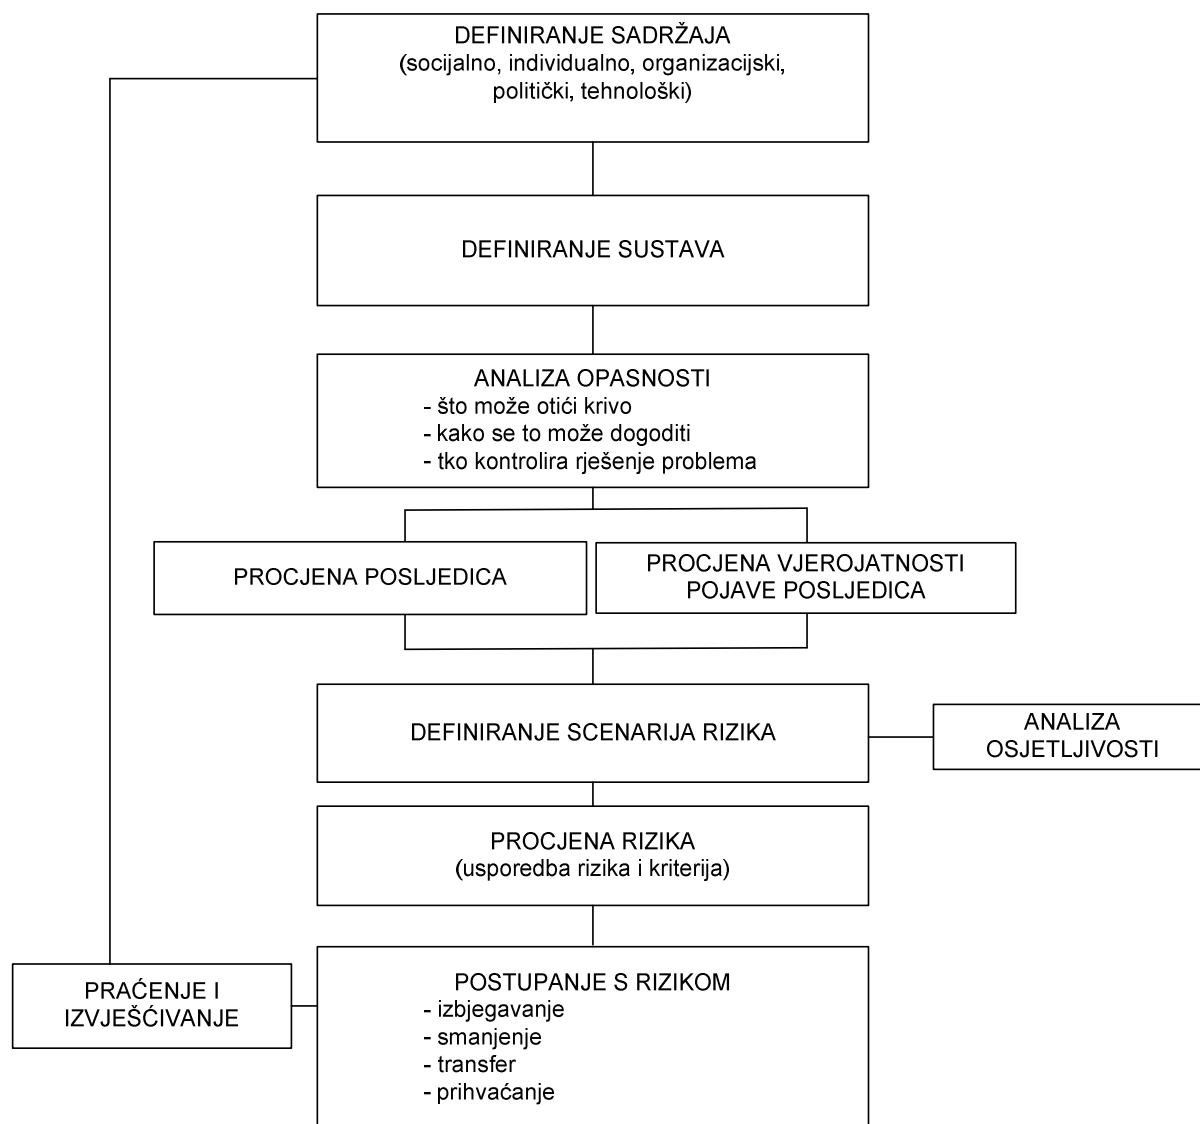 DEFINIRANJE SADRŽAJA
(socijalno, individualno, organizacijski,
politički, tehnološki)
DEFINIRANJE SUSTAVA
ANALIZA OPASNOSTI
- što može otići krivo
- kako se to može dogoditi
- tko kontrolira rješenje problema
PROCJENA POSLJEDICA
PROCJENA VJEROJATNOSTI
POJAVE POSLJEDICA
DEFINIRANJE SCENARIJA RIZIKA
ANALIZA
OSJETLJIVOSTI
PROCJENA RIZIKA
(usporedba rizika i kriterija)
PRAĆENJE I
IZVJEŠĆIVANJE
POSTUPANJE S RIZIKOM
- izbjegavanje
- smanjenje
- transfer
- prihvaćanje